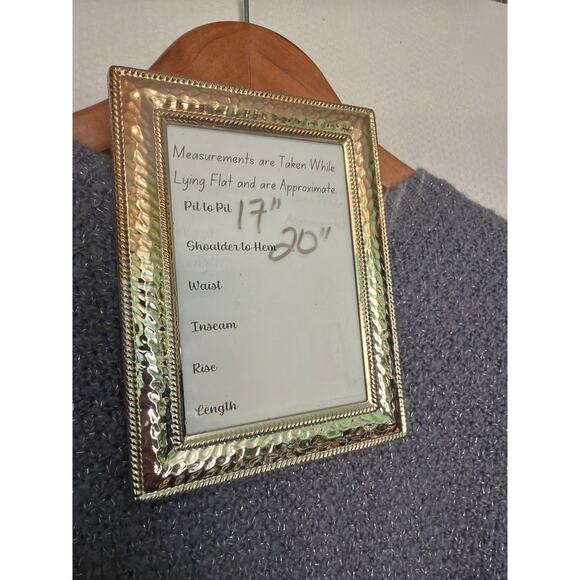 Measurements are Taken While
Lying Flat and are Approximate.
Pit to Pit 17"
Shoulder to Hem 20"
Waist
Inseam
Rise
Length